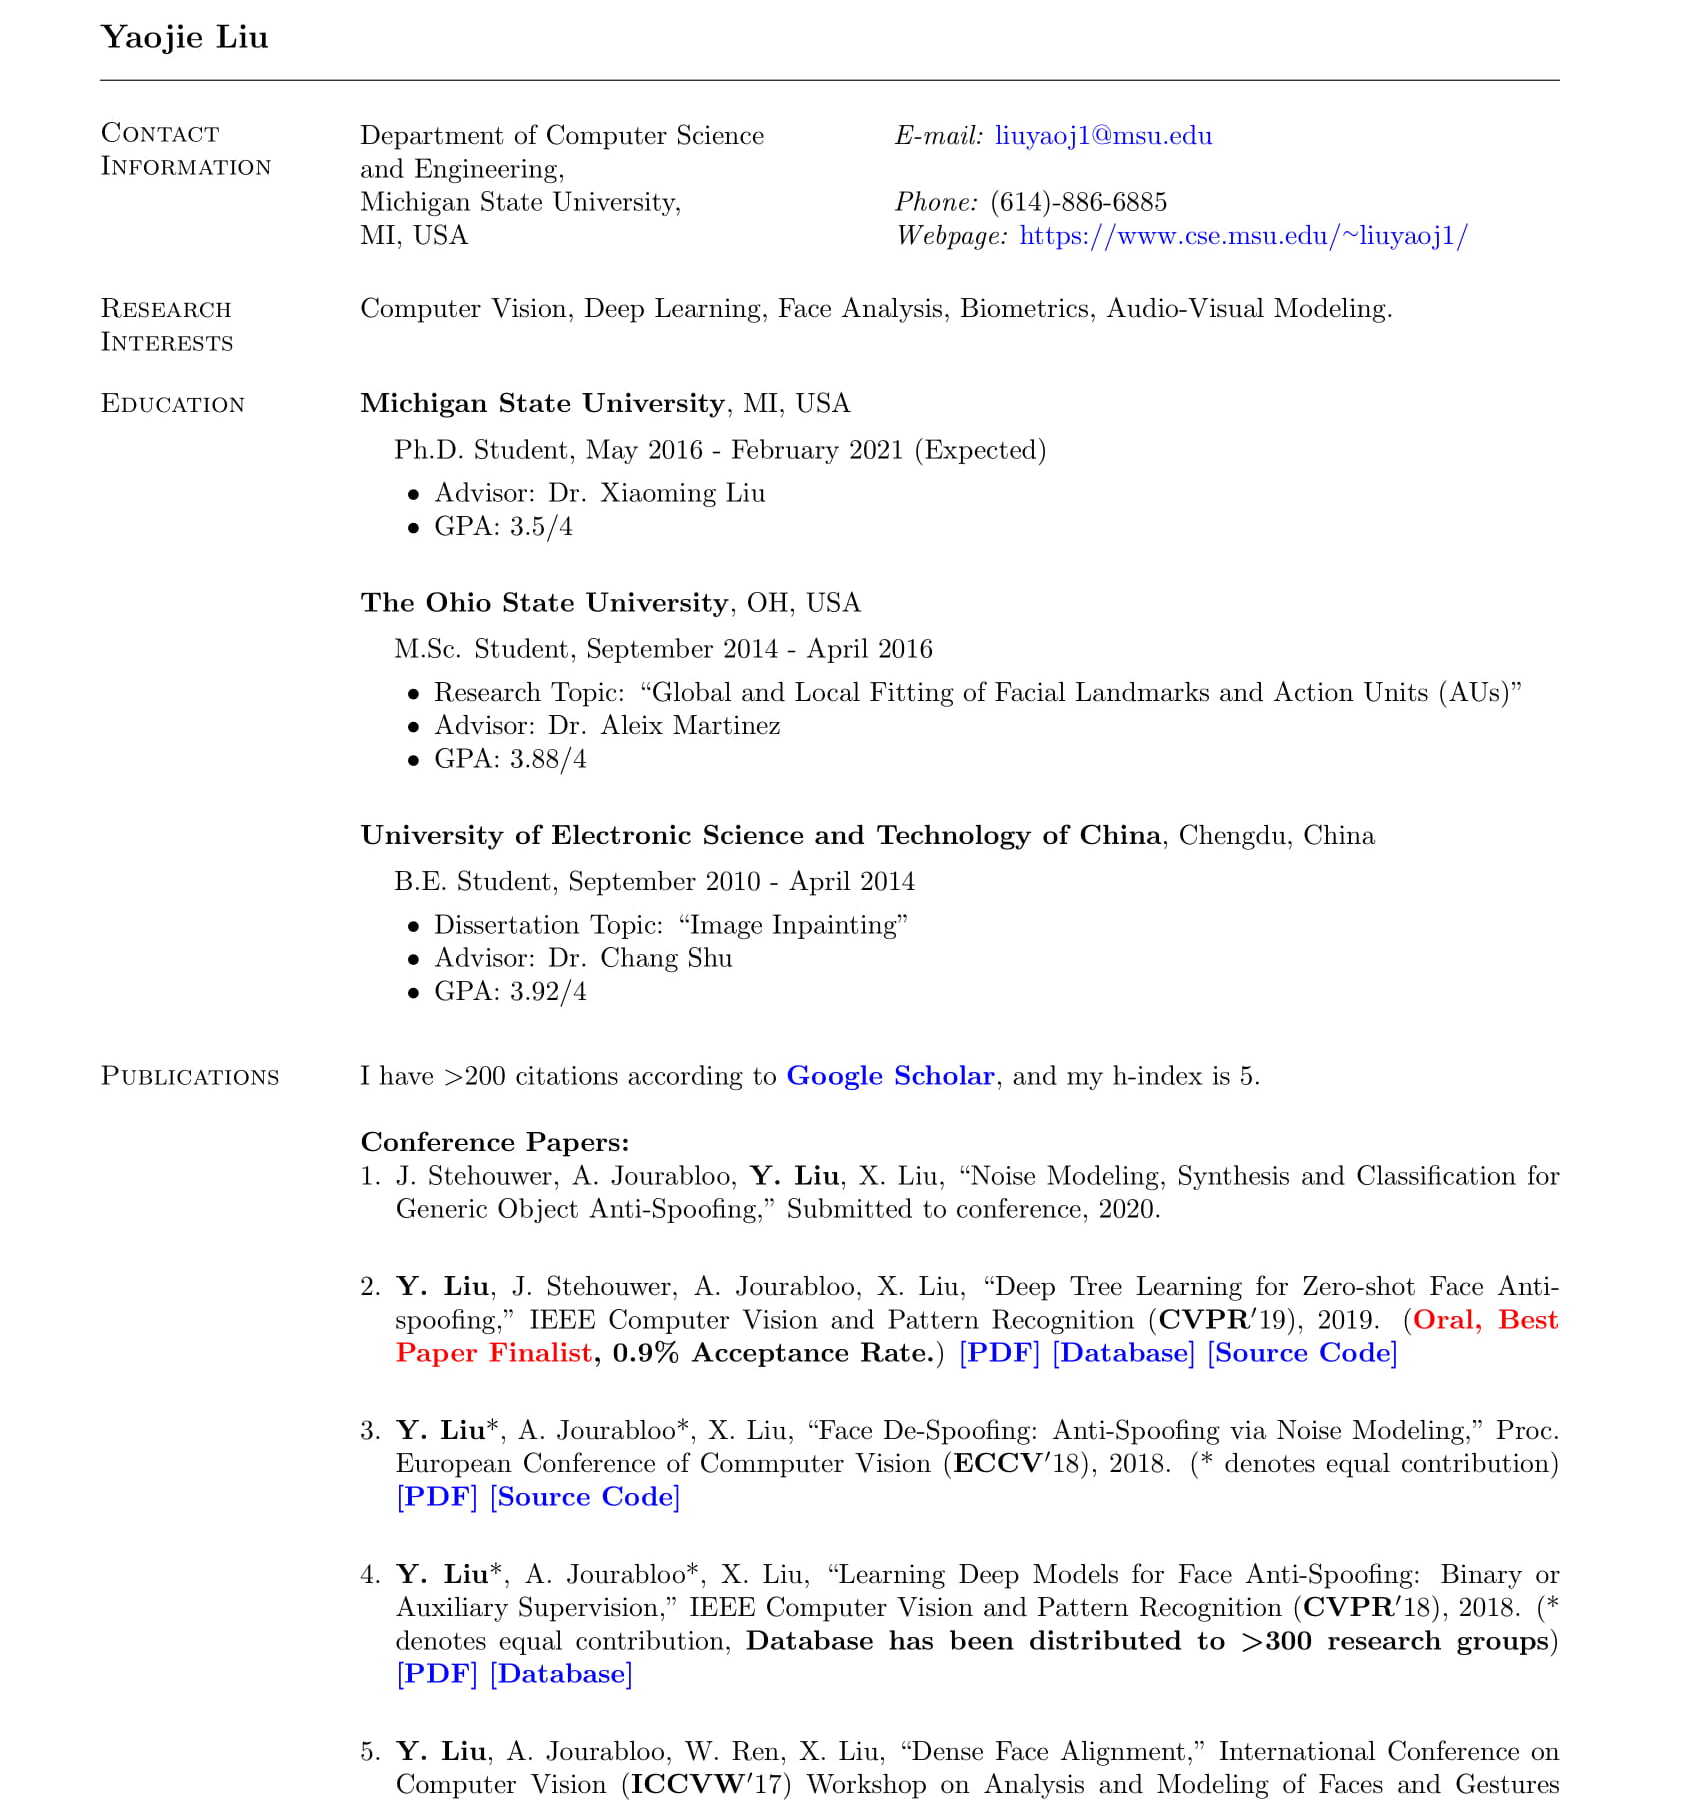 Yaojie Liu
Contact
Information
Department of Computer Science
and Engineering,
Michigan State University,
MI, USA
E-mail: liuyaoj1@msu.edu
Phone: (614)-886-6885
Webpage: https://www.cse.msu.edu/~liuyaoj1/
Research
Interests
Computer Vision, Deep Learning, Face Analysis, Biometrics, Audio-Visual Modeling.
Education
Michigan State University, MI, USA
Ph.D. Student, May 2016 - February 2021 (Expected)
• Advisor: Dr. Xiaoming Liu
• GPA: 3.5/4
The Ohio State University, OH, USA
M.Sc. Student, September 2014 - April 2016
• Research Topic: “Global and Local Fitting of Facial Landmarks and Action Units (AUs)”
• Advisor: Dr. Aleix Martinez
• GPA: 3.88/4
University of Electronic Science and Technology of China, Chengdu, China
B.E. Student, September 2010 - April 2014
• Dissertation Topic: “Image Inpainting”
• Advisor: Dr. Chang Shu
• GPA: 3.92/4
Publications
I have >200 citations according to Google Scholar, and my h-index is 5.
Conference Papers:
1. J. Stehouwer, A. Jourabloo, Y. Liu, X. Liu, “Noise Modeling, Synthesis and Classification for
Generic Object Anti-Spoofing,” Submitted to conference, 2020.
2. Y. Liu, J. Stehouwer, A. Jourabloo, X. Liu, “Deep Tree Learning for Zero-shot Face Anti-
spoofing,” IEEE Computer Vision and Pattern Recognition (CVPR′19), 2019. (Oral, Best
Paper Finalist, 0.9% Acceptance Rate.) [PDF] [Database] [Source Code]
3. Y. Liu*, A. Jourabloo*, X. Liu, “Face De-Spoofing: Anti-Spoofing via Noise Modeling,” Proc.
European Conference of Commputer Vision (ECCV′18), 2018. (* denotes equal contribution)
[PDF] [Source Code]
4. Y. Liu*, A. Jourabloo*, X. Liu, “Learning Deep Models for Face Anti-Spoofing: Binary or
Auxiliary Supervision,” IEEE Computer Vision and Pattern Recognition (CVPR′18), 2018. (*
denotes equal contribution, Database has been distributed to >300 research groups)
[PDF] [Database]
5. Y. Liu, A. Jourabloo, W. Ren, X. Liu, “Dense Face Alignment,” International Conference on
Computer Vision (ICCVW′17) Workshop on Analysis and Modeling of Faces and Gestures